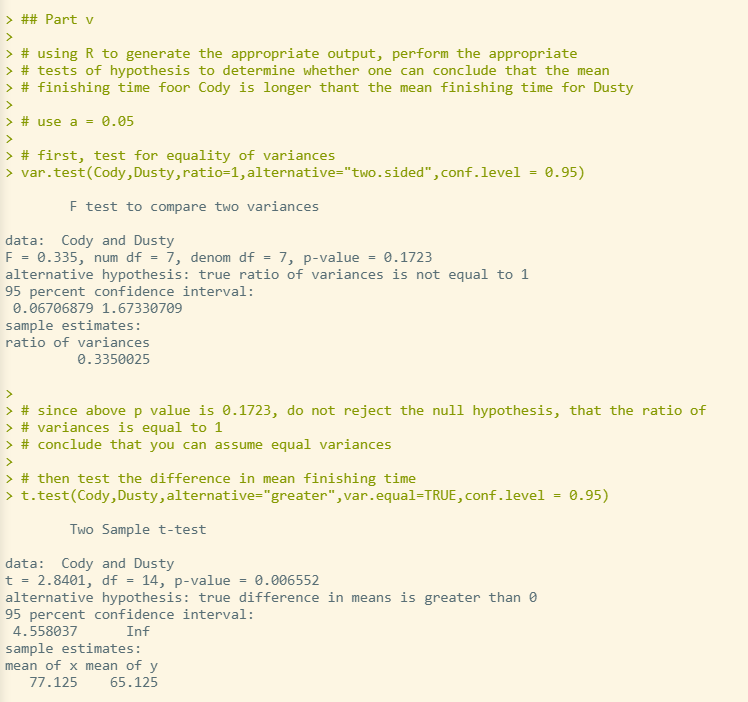 > ## Part v
>
> # using R to generate the appropriate output, perform the appropriate
> # tests of hypothesis to determine whether one can conclude that the mean
> # finishing time foor Cody is longer thant the mean finishing time for Dusty
>
> # use a = 0.05
>
> # first, test for equality of variances
> var.test(Cody,Dusty,ratio=1,alternative="two.sided",conf.level = 0.95)
F test to compare two variances
data:  Cody and Dusty
F = 0.335, num df = 7, denom df = 7, p-value = 0.1723
alternative hypothesis: true ratio of variances is not equal to 1
95 percent confidence interval:
0.06706879 1.67330709
sample estimates:
ratio of variances
0.3350025
>
> # since above p value is 0.1723, do not reject the null hypothesis, that the ratio of
> # variances is equal to 1
> # conclude that you can assume equal variances
>
> # then test the difference in mean finishing time
> t.test(Cody,Dusty,alternative="greater",var.equal=TRUE,conf.level = 0.95)
Two Sample t-test
data:  Cody and Dusty
t = 2.8401, df = 14, p-value = 0.006552
alternative hypothesis: true difference in means is greater than 0
95 percent confidence interval:
4.558037      Inf
sample estimates:
mean of x mean of y
77.125    65.125